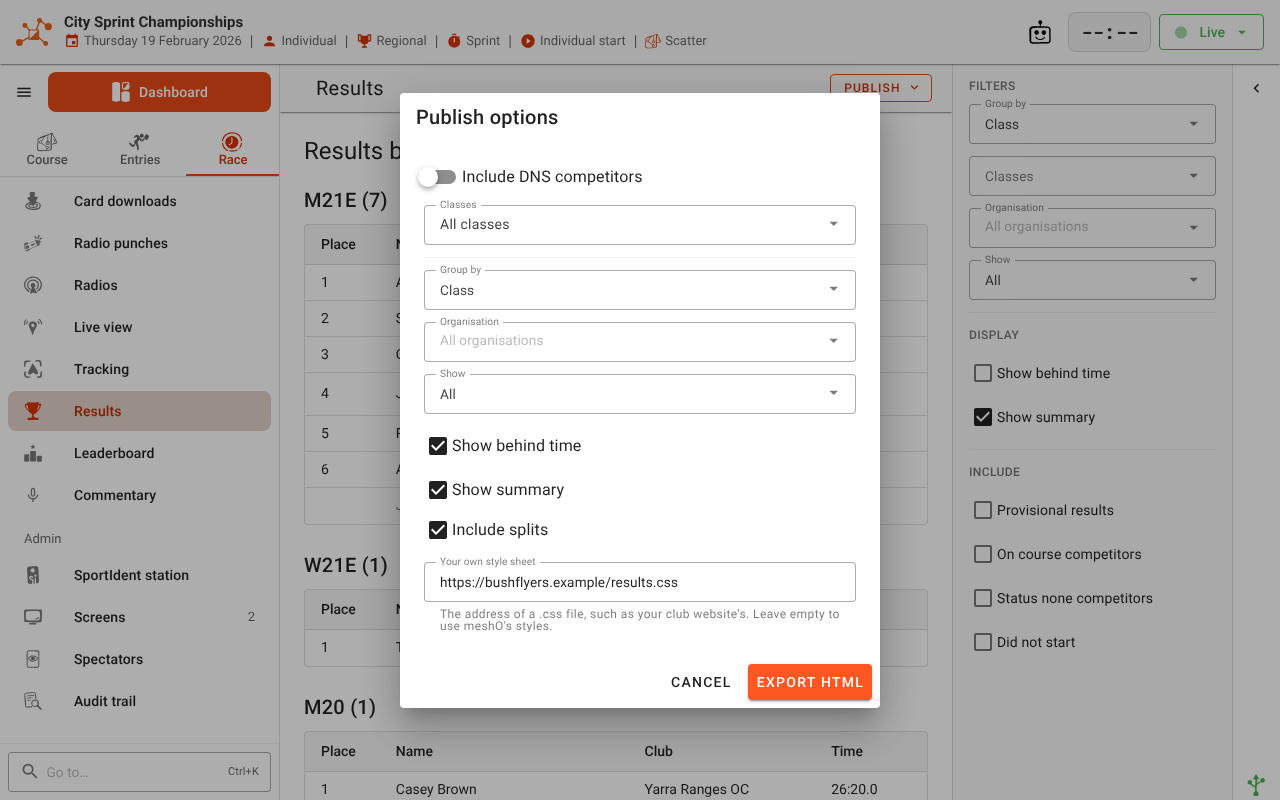 City Sprint Championships
Thursday 19 February 2026 | Individual | Regional | Sprint | Individual start | Scatter
--:--
Live
Dashboard
Course
Entries
Race
Card downloads
Radio punches
Radios
Live view
Tracking
Results
Leaderboard
Commentary
Admin
SportIdent station
Screens 2
Spectators
Audit trail
Go to... Ctrl+K
Results
PUBLISH
Results b
M21E (7)
Place
1
2
3
4
5
6
W21E (1)
Place
1
M20 (1)
Place Name Club Time
1 Casey Brown Yarra Ranges OC 26:20.0
Publish options
Include DNS competitors
Classes
All classes
Group by
Class
Organisation
All organisations
Show
All
Show behind time
Show summary
Include splits
Your own style sheet
https://bushflyers.example/results.css
The address of a .css file, such as your club website's. Leave empty to
use meshO's styles.
CANCEL
EXPORT HTML
FILTERS
Group by
Class
Classes
Organisation
All organisations
Show
All
DISPLAY
Show behind time
Show summary
INCLUDE
Provisional results
On course competitors
Status none competitors
Did not start